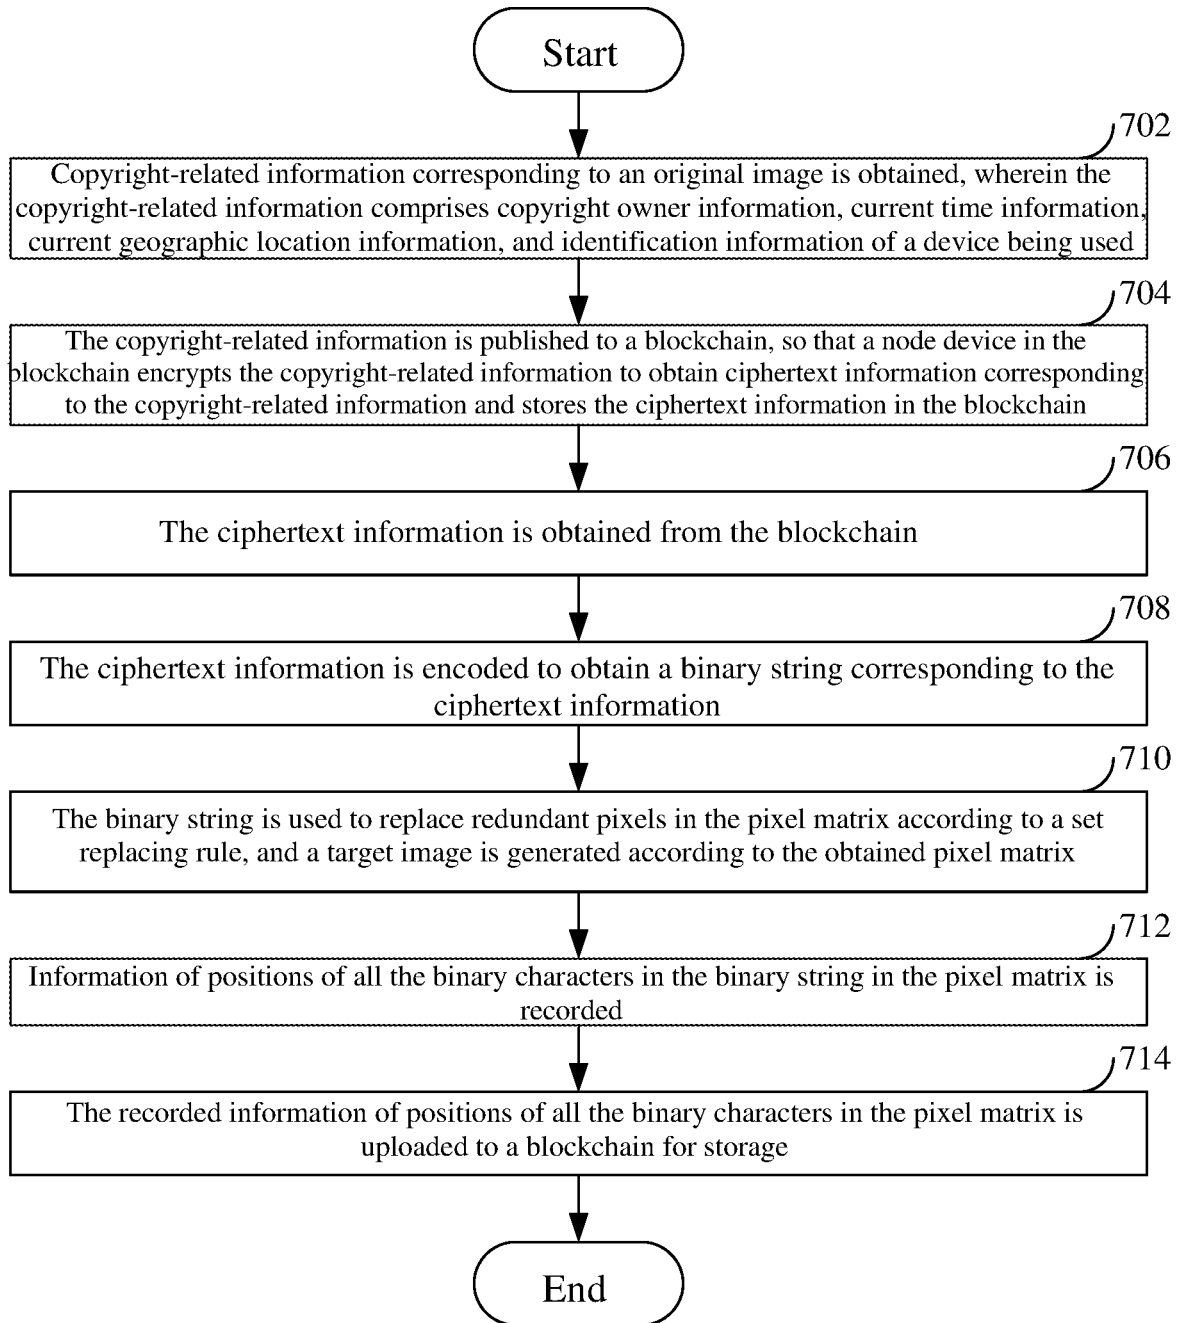 Start
702
Copyright-related information corresponding to an original image is obtained, wherein the
copyright-related information comprises copyright owner information, current time information,
current geographic location information, and identification information of a device being used
704
The copyright-related information is published to a blockchain, so that a node device in the
blockchain encrypts the copyright-related information to obtain ciphertext information corresponding
to the copyright-related information and stores the ciphertext information in the blockchain
706
The ciphertext information is obtained from the blockchain
708
The ciphertext information is encoded to obtain a binary string corresponding to the
ciphertext information
710
The binary string is used to replace redundant pixels in the pixel matrix according to a set
replacing rule, and a target image is generated according to the obtained pixel matrix
712
Information of positions of all the binary characters in the binary string in the pixel matrix is
recorded
714
The recorded information of positions of all the binary characters in the pixel matrix is
uploaded to a blockchain for storage
End